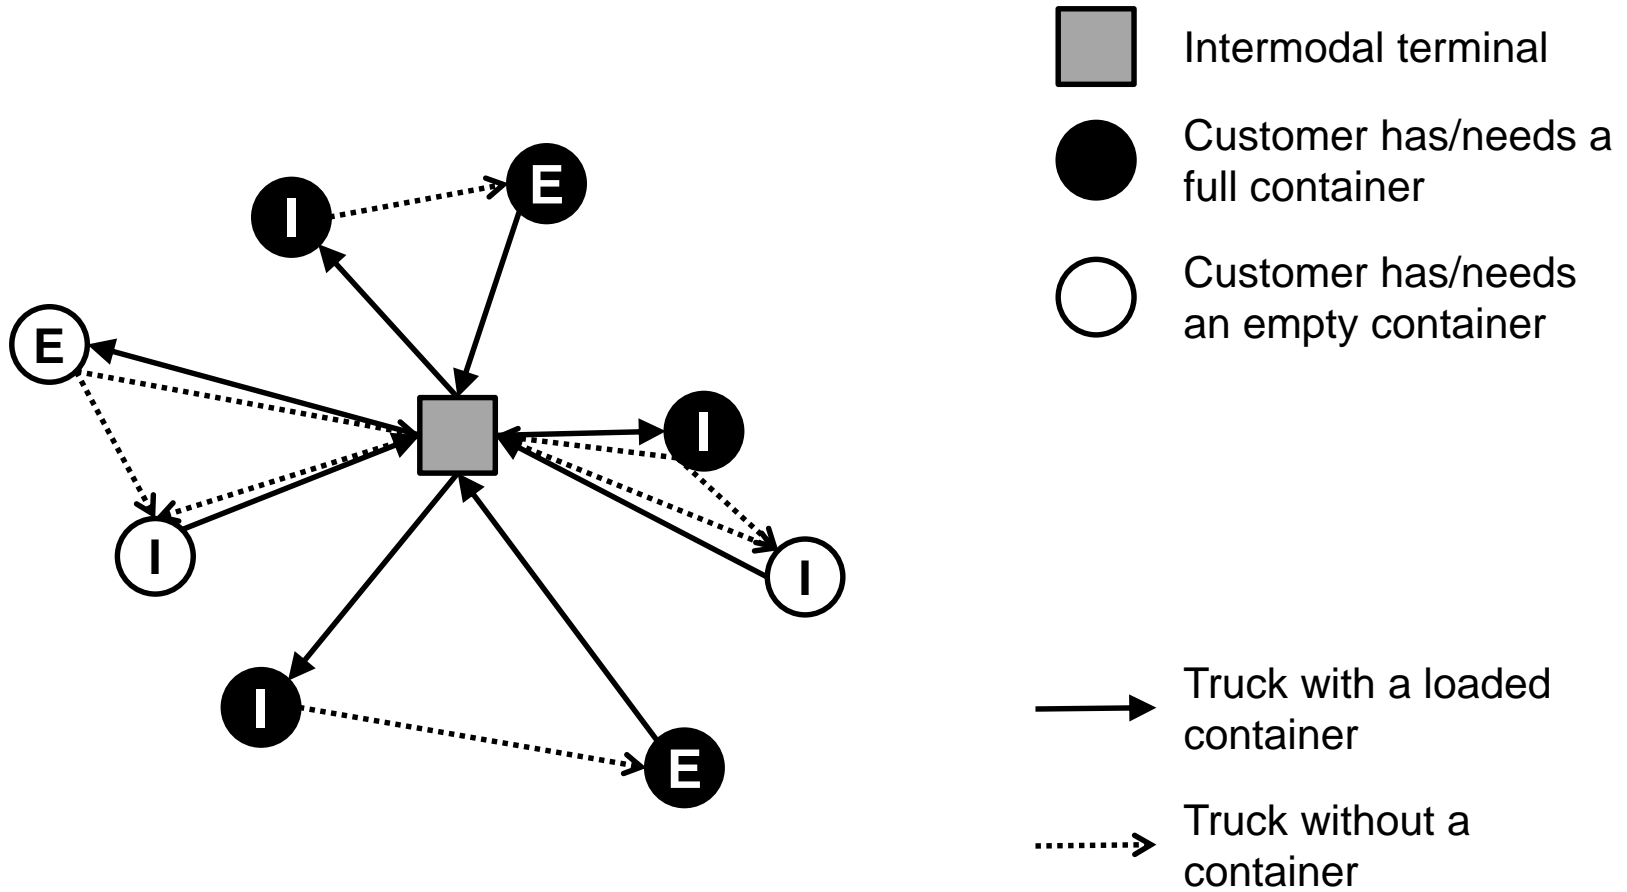 Intermodal terminal
Customer has/needs a
full container
Customer has/needs
an empty container
E
I
E
I
I
I
I
E
Truck with a loaded
container
Truck without a
container